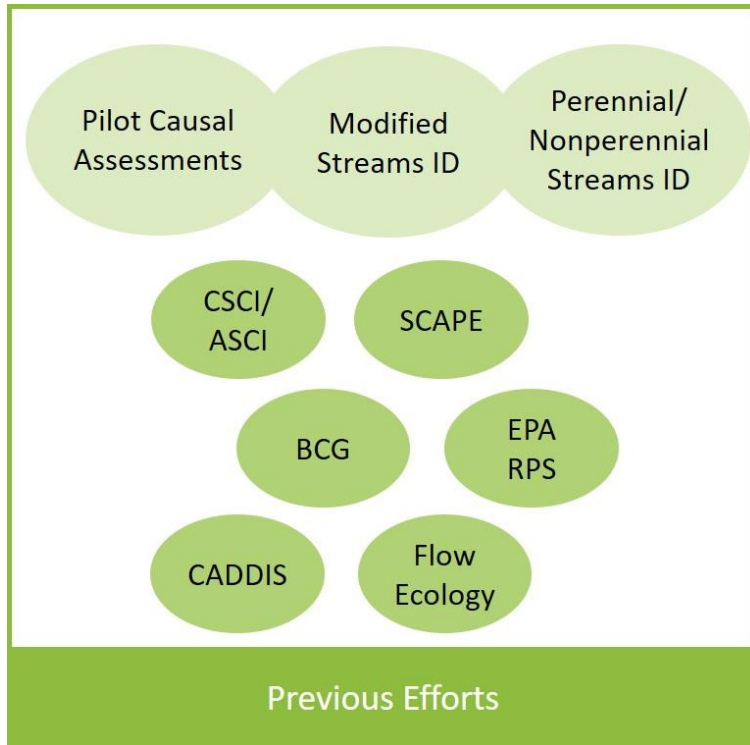 Pilot Causal
Assessments
Modified
Streams ID
Perennial/
Nonperennial
Streams ID
CSCI/
ASCI
SCAPE
BCG
EPA
RPS
CADDIS
Flow
Ecology
Previous Efforts